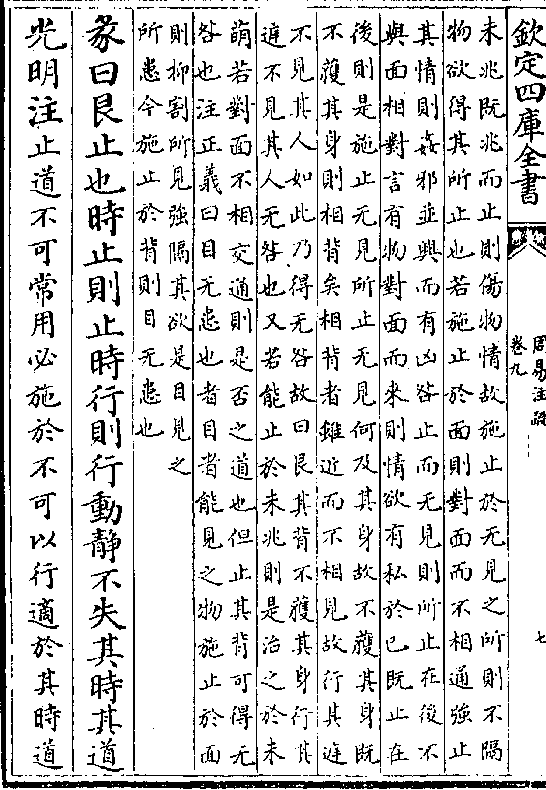 欽定四庫全書
周易注疏
卷九
七
未兆既兆而止則傷物情故施止於无見之所則不隔
物欲得其所止也若施止於面則對面而不相通強止
其情則姦邪並興而有凶咎止而无見則所止在後不
與面相對言有物對面而來則情欲有私於己既止在
後則是施止无見所止无見何及其身故不獲其身既
不獲其身則相背矣相背者雖近而不相見故行其庭
不見其人如此乃得无咎故曰艮其背不獲其身行其
庭不見其人无咎也又若能止於未兆則是治之於未
萌若對面不相交通則是否之道也但止其背可得无
咎也注正義曰目无患也者目者能見之物施止於面
則抑割所見強隔其欲是目見之
所患今施止於背則目无患也
彖曰艮止也時止則止時行則行動靜不失其時其道
光明注止道不可常用必施於不可以行適於其時道